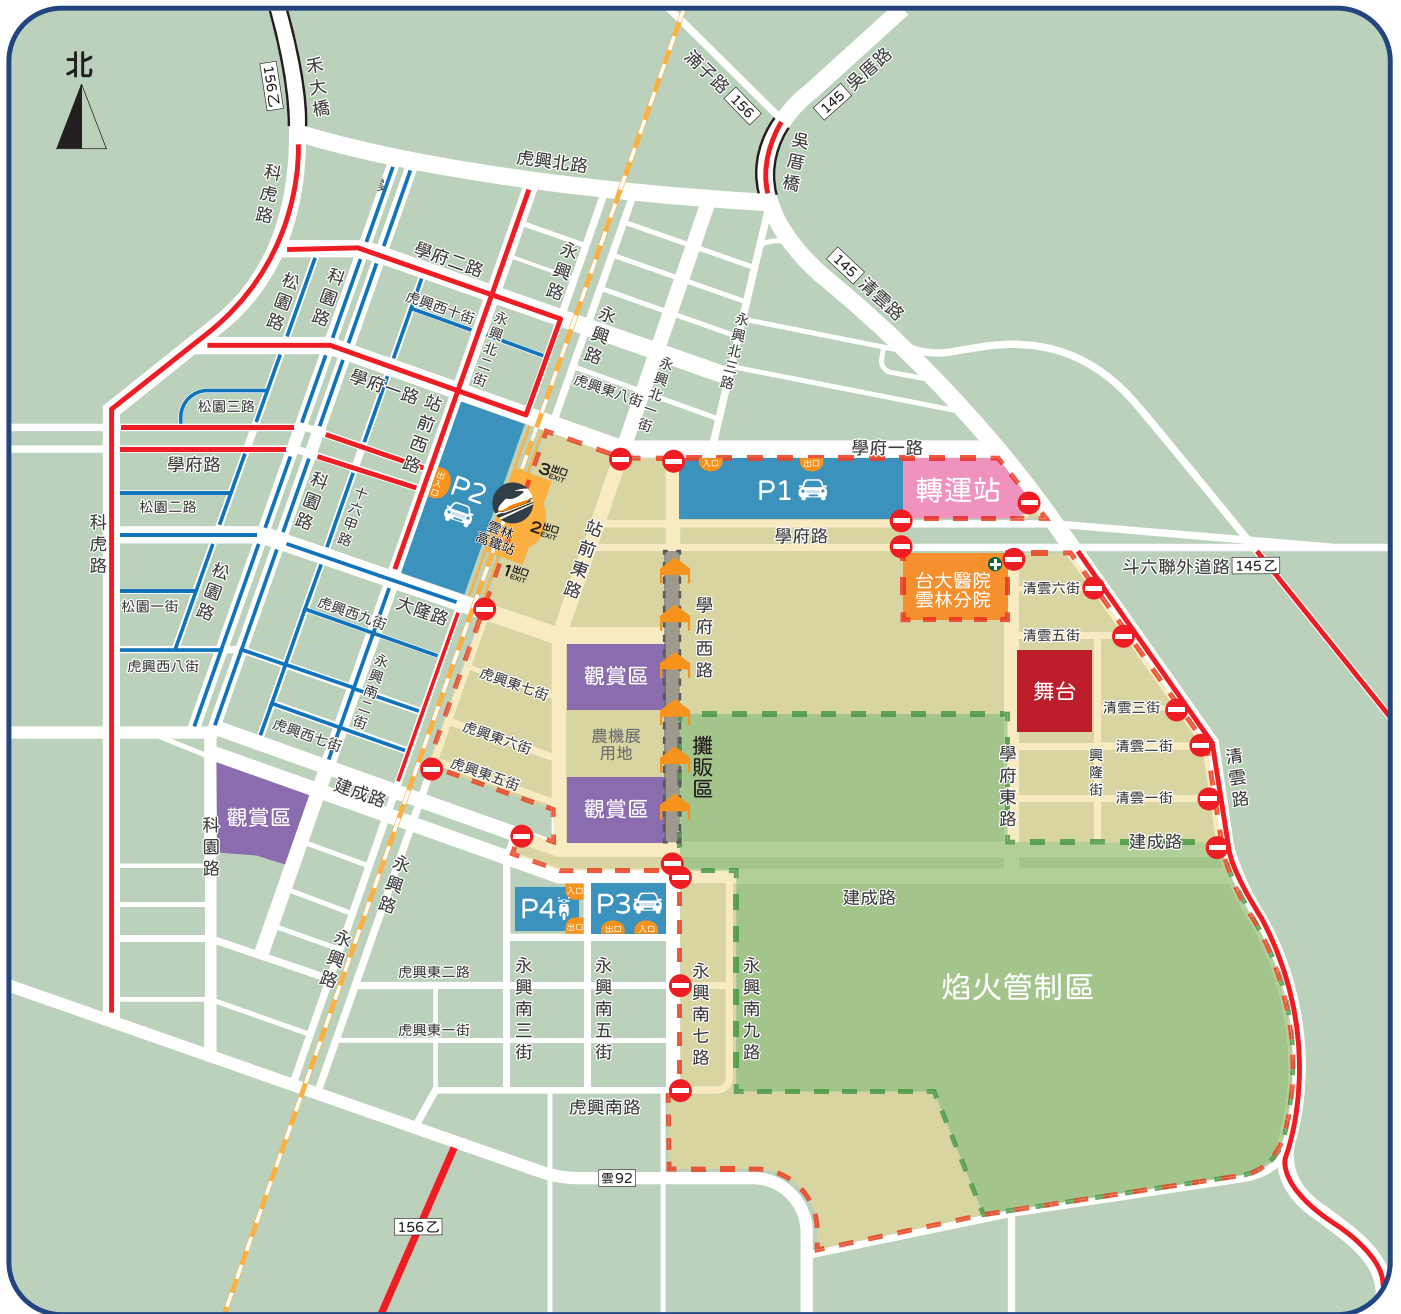 北
156乙
禾大橋
湳子路
156
145
吳厝路
吳厝橋
虎興北路
科虎路
學府二路
永興路
145
清雲路
松園路
科園路
虎興西十街
永興北二街
永興路
永興北三路
永興北一街
虎興東八街
學府一路
站前西路
松園三路
學府路
松園二路
科園路
十六甲路
出入口
P2
雲林高鐵站
3出口
EXIT
2出口
EXIT
1出口
EXIT
站前東路
學府一路
入口
出口
P1
轉運站
學府路
斗六聯外道路
145乙
台大醫院
雲林分院
清雲六街
清雲五街
舞台
清雲三街
清雲二街
清雲一街
興隆街
清雲路
學府東路
建成路
科虎路
松園路
松園一街
虎興西八街
虎興西九街
大隆路
永興南二街
虎興西七街
建成路
虎興東七街
虎興東六街
虎興東五街
觀賞區
農機展
用地
觀賞區
學府西路
攤販區
觀賞區
科園路
永興路
永興路
P4
入口
出口
P3
出口
入口
建成路
焰火管制區
虎興東二路
虎興東一街
永興南三街
永興南五街
永興南七路
永興南九路
虎興南路
雲92
156乙